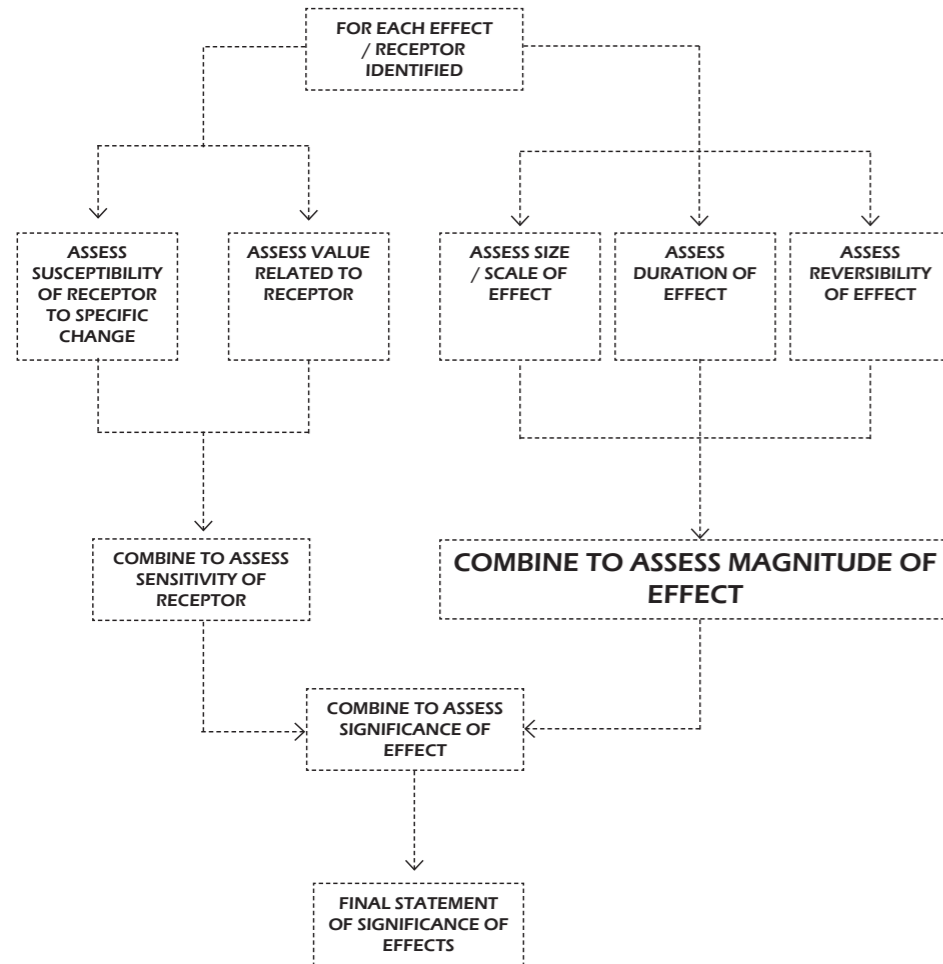 FOR EACH EFFECT
/ RECEPTOR
IDENTIFIED
ASSESS
SUSCEPTIBILITY
OF RECEPTOR
TO SPECIFIC
CHANGE
ASSESS VALUE
RELATED TO
RECEPTOR
ASSESS SIZE
/ SCALE OF
EFFECT
ASSESS
DURATION OF
EFFECT
ASSESS
REVERSIBILITY
OF EFFECT
COMBINE TO ASSESS
SENSITIVITY OF
RECEPTOR
COMBINE TO ASSESS MAGNITUDE OF
EFFECT
COMBINE TO ASSESS
SIGNIFICANCE OF
EFFECT
FINAL STATEMENT
OF SIGNIFICANCE OF
EFFECTS